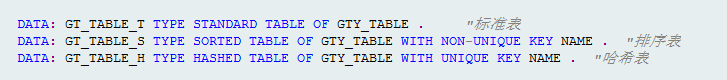 DATA: GT_TABLE_T TYPE STANDARD TABLE OF GTY_TABLE .     "标准表
DATA: GT_TABLE_S TYPE SORTED TABLE OF GTY_TABLE WITH NON-UNIQUE KEY NAME .  "排序表
DATA: GT_TABLE_H TYPE HASHED TABLE OF GTY_TABLE WITH UNIQUE KEY NAME .  "哈希表